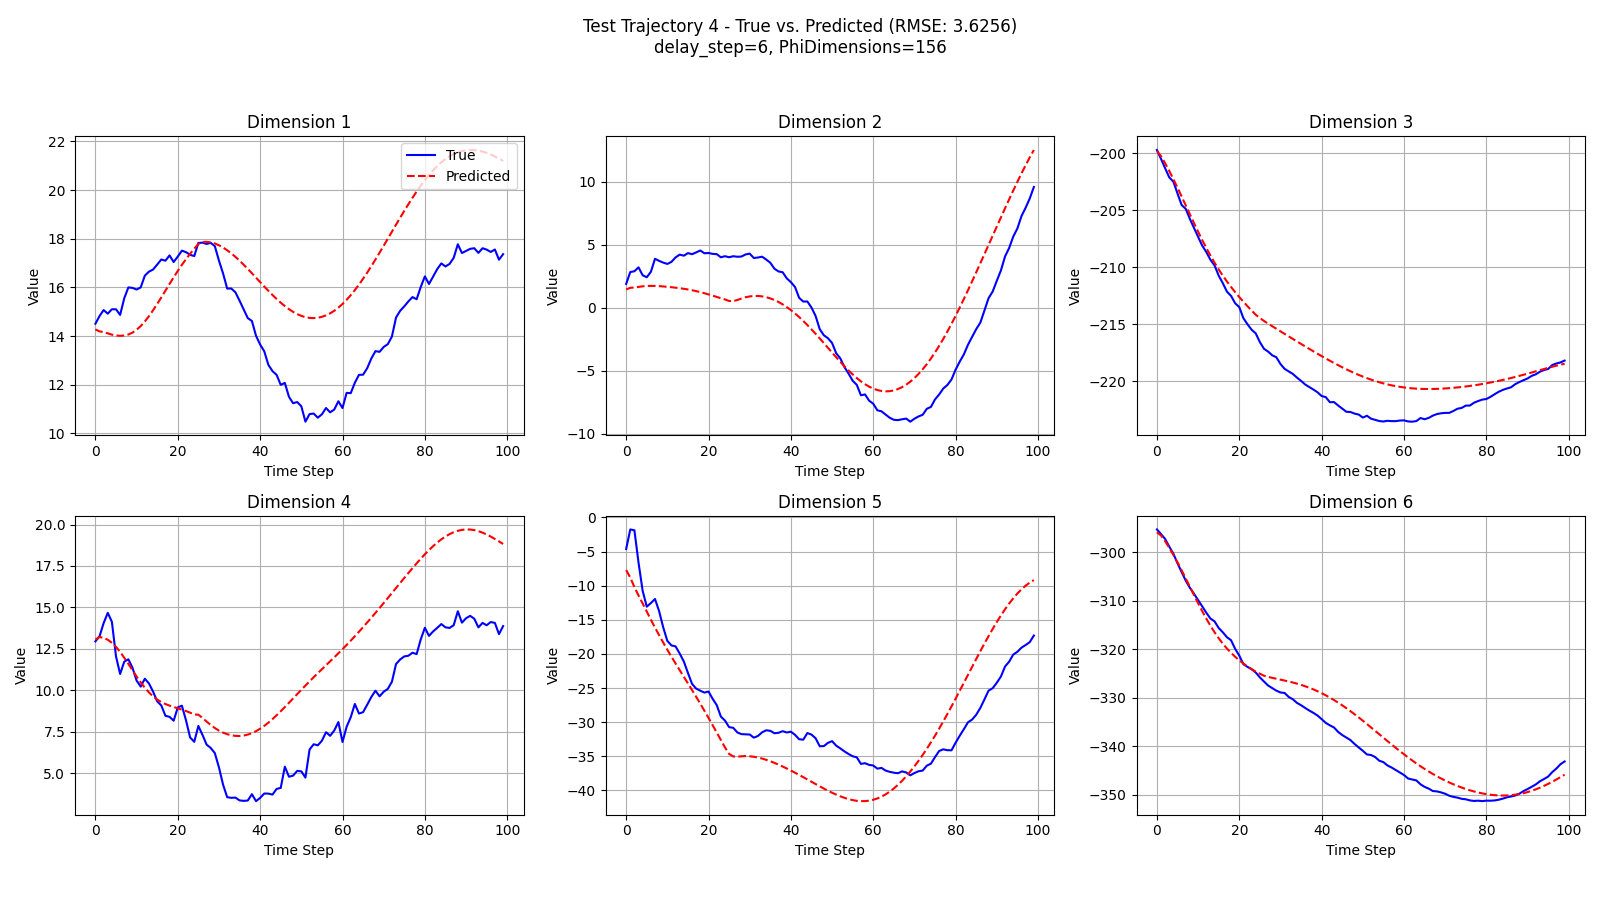 Test Trajectory 4 - True vs. Predicted (RMSE: 3.6256)
delay_step=6, PhiDimensions=156
Dimension 1
Value
22
20
18
16
14
12
10
0 20 40 60 80 100
Time Step
True
Predicted
Dimension 2
Value
10
5
0
−5
−10
0 20 40 60 80 100
Time Step
Dimension 3
Value
−200
−205
−210
−215
−220
0 20 40 60 80 100
Time Step
Dimension 4
Value
20.0
17.5
15.0
12.5
10.0
7.5
5.0
0 20 40 60 80 100
Time Step
Dimension 5
Value
0
−5
−10
−15
−20
−25
−30
−35
−40
0 20 40 60 80 100
Time Step
Dimension 6
Value
−300
−310
−320
−330
−340
−350
0 20 40 60 80 100
Time Step